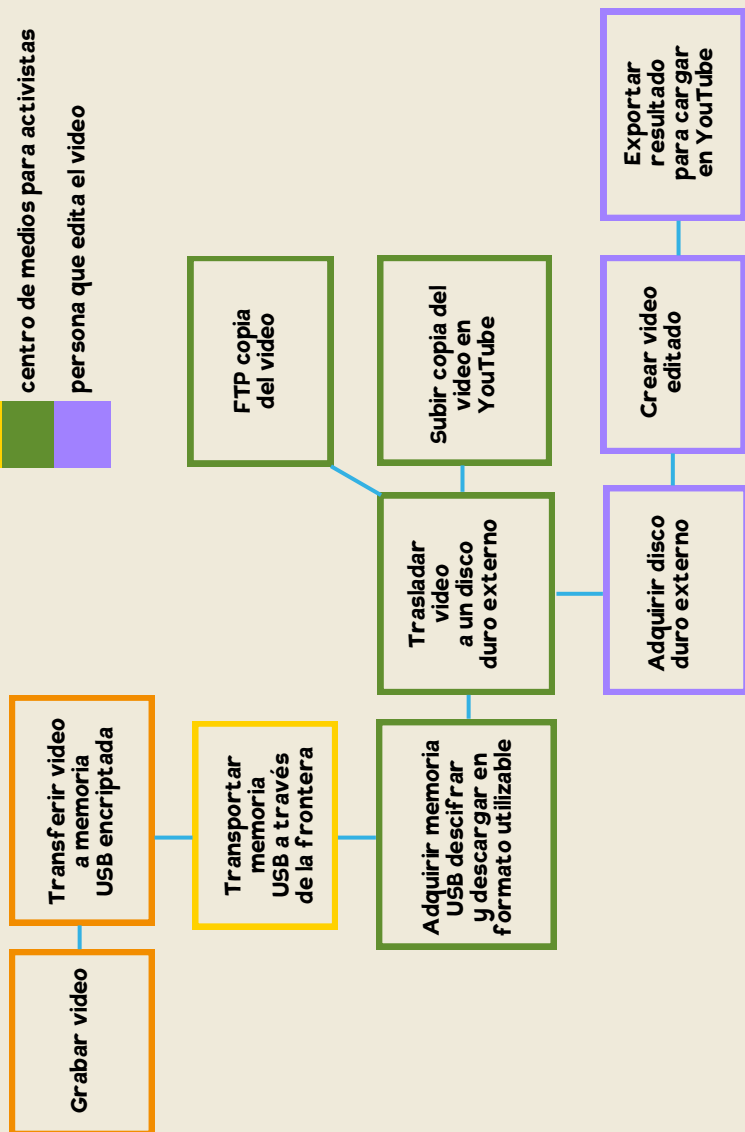 centro de medios para activistas
persona que edita el video
Grabar video
Transferir video
a memoria
USB encriptada
Transportar
memoria
USB a través
de la frontera
Adquirir memoria
USB descifrar
y descargar en
formato utilizable
Trasladar
video
a un disco
duro externo
FTP copia
del video
Subir copia del
video en
YouTube
Adquirir disco
duro externo
Crear video
editado
Exportar
resultado
para cargar
en YouTube